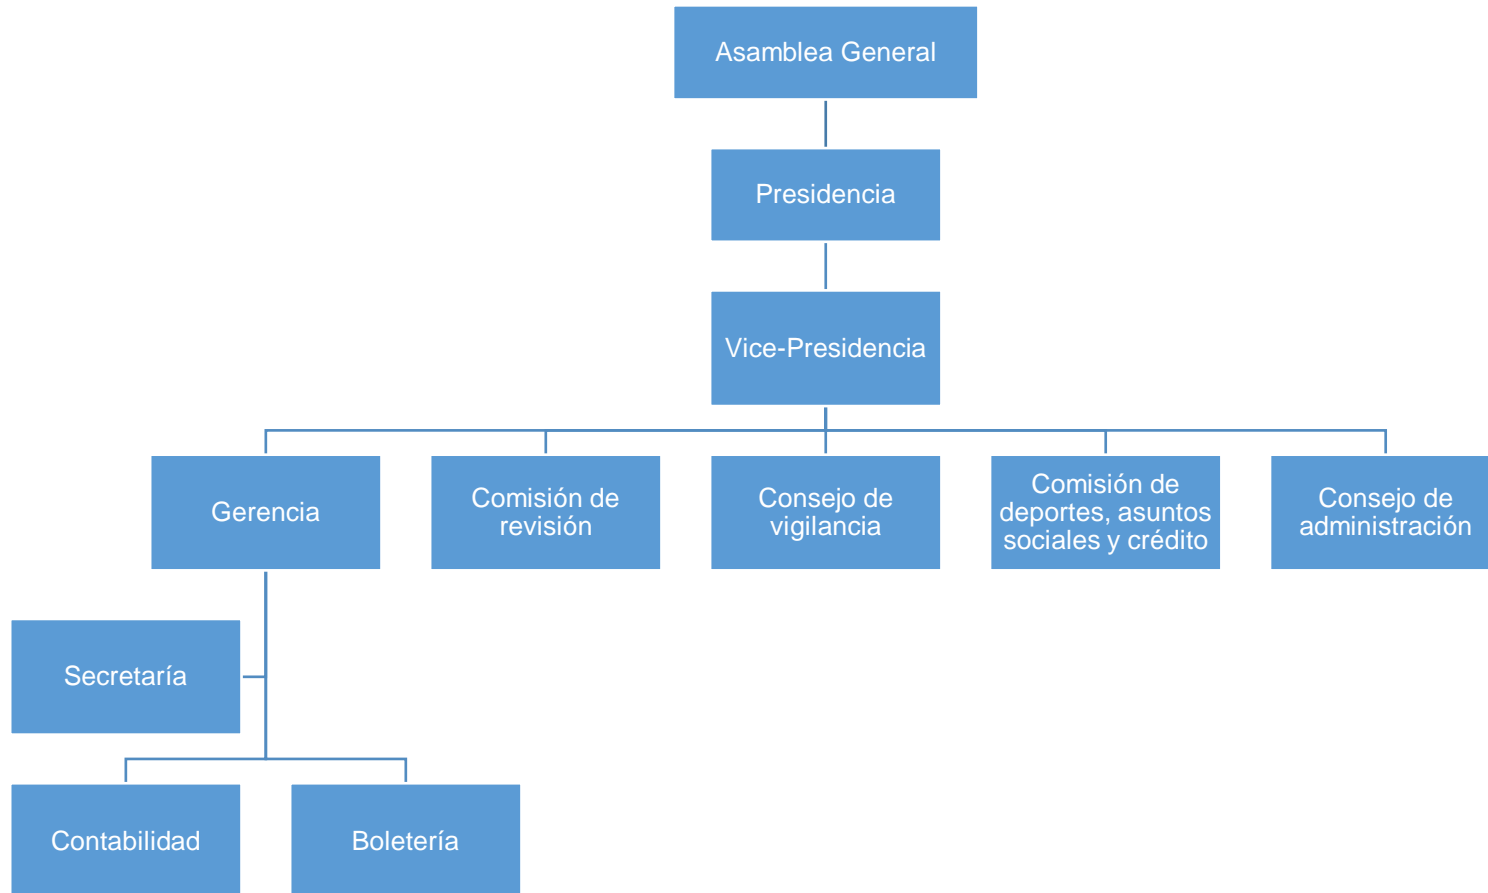 Asamblea General
Presidencia
Vice-Presidencia
Gerencia
Comisión de
revisión
Consejo de
vigilancia
Comisión de
deportes, asuntos
sociales y crédito
Consejo de
administración
Secretaría
Contabilidad
Boletería